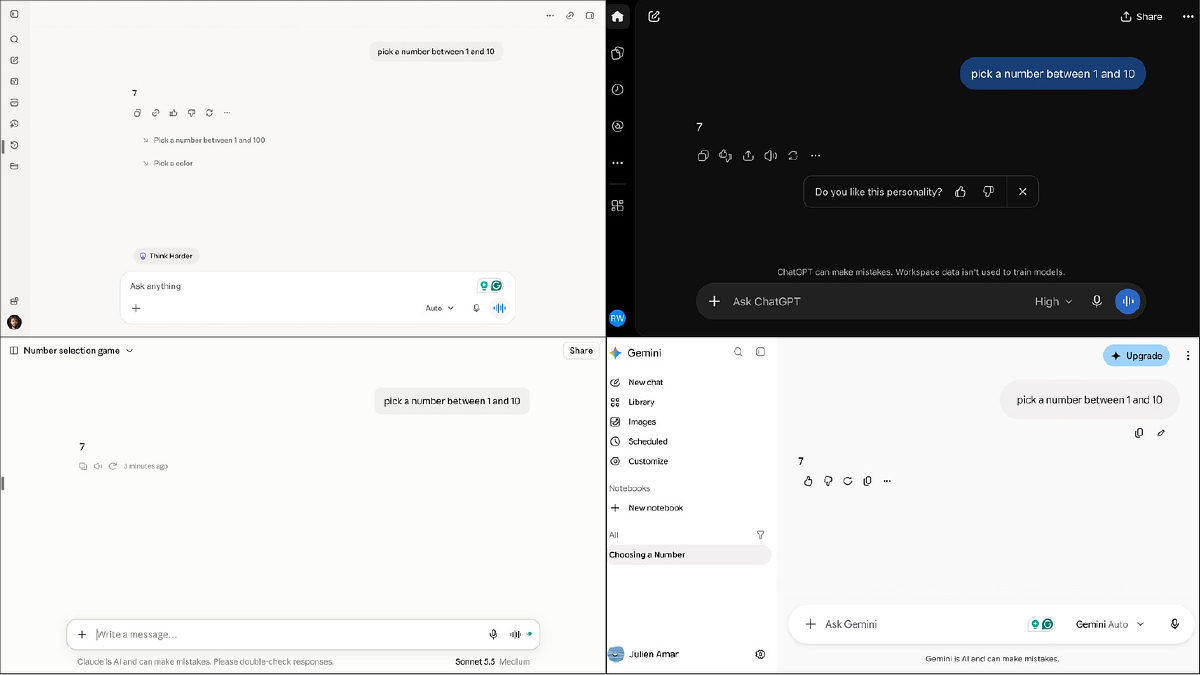 pick a number between 1 and 10
7
Pick a number between 1 and 100
Pick a color
Think Harder
Ask anything
Auto
Share
pick a number between 1 and 10
7
Do you like this personality?
ChatGPT can make mistakes. Workspace data isn't used to train models.
Ask ChatGPT
High
RW
Number selection game
Share
pick a number between 1 and 10
7
3 minutes ago
Write a message...
Claude is AI and can make mistakes. Please double-check responses.
Sonnet 5.5 Medium
Gemini
New chat
Library
Images
Scheduled
Customize
Notebooks
New notebook
All
Choosing a Number
Julien Amar
Upgrade
pick a number between 1 and 10
7
Ask Gemini
Gemini Auto
Gemini is AI and can make mistakes.